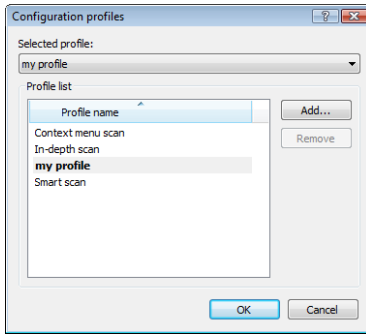 Configuration profiles
Selected profile:
my profile
Profile list
Profile name
Add...
Context menu scan
Remove
In-depth scan
my profile
Smart scan
OK
Cancel